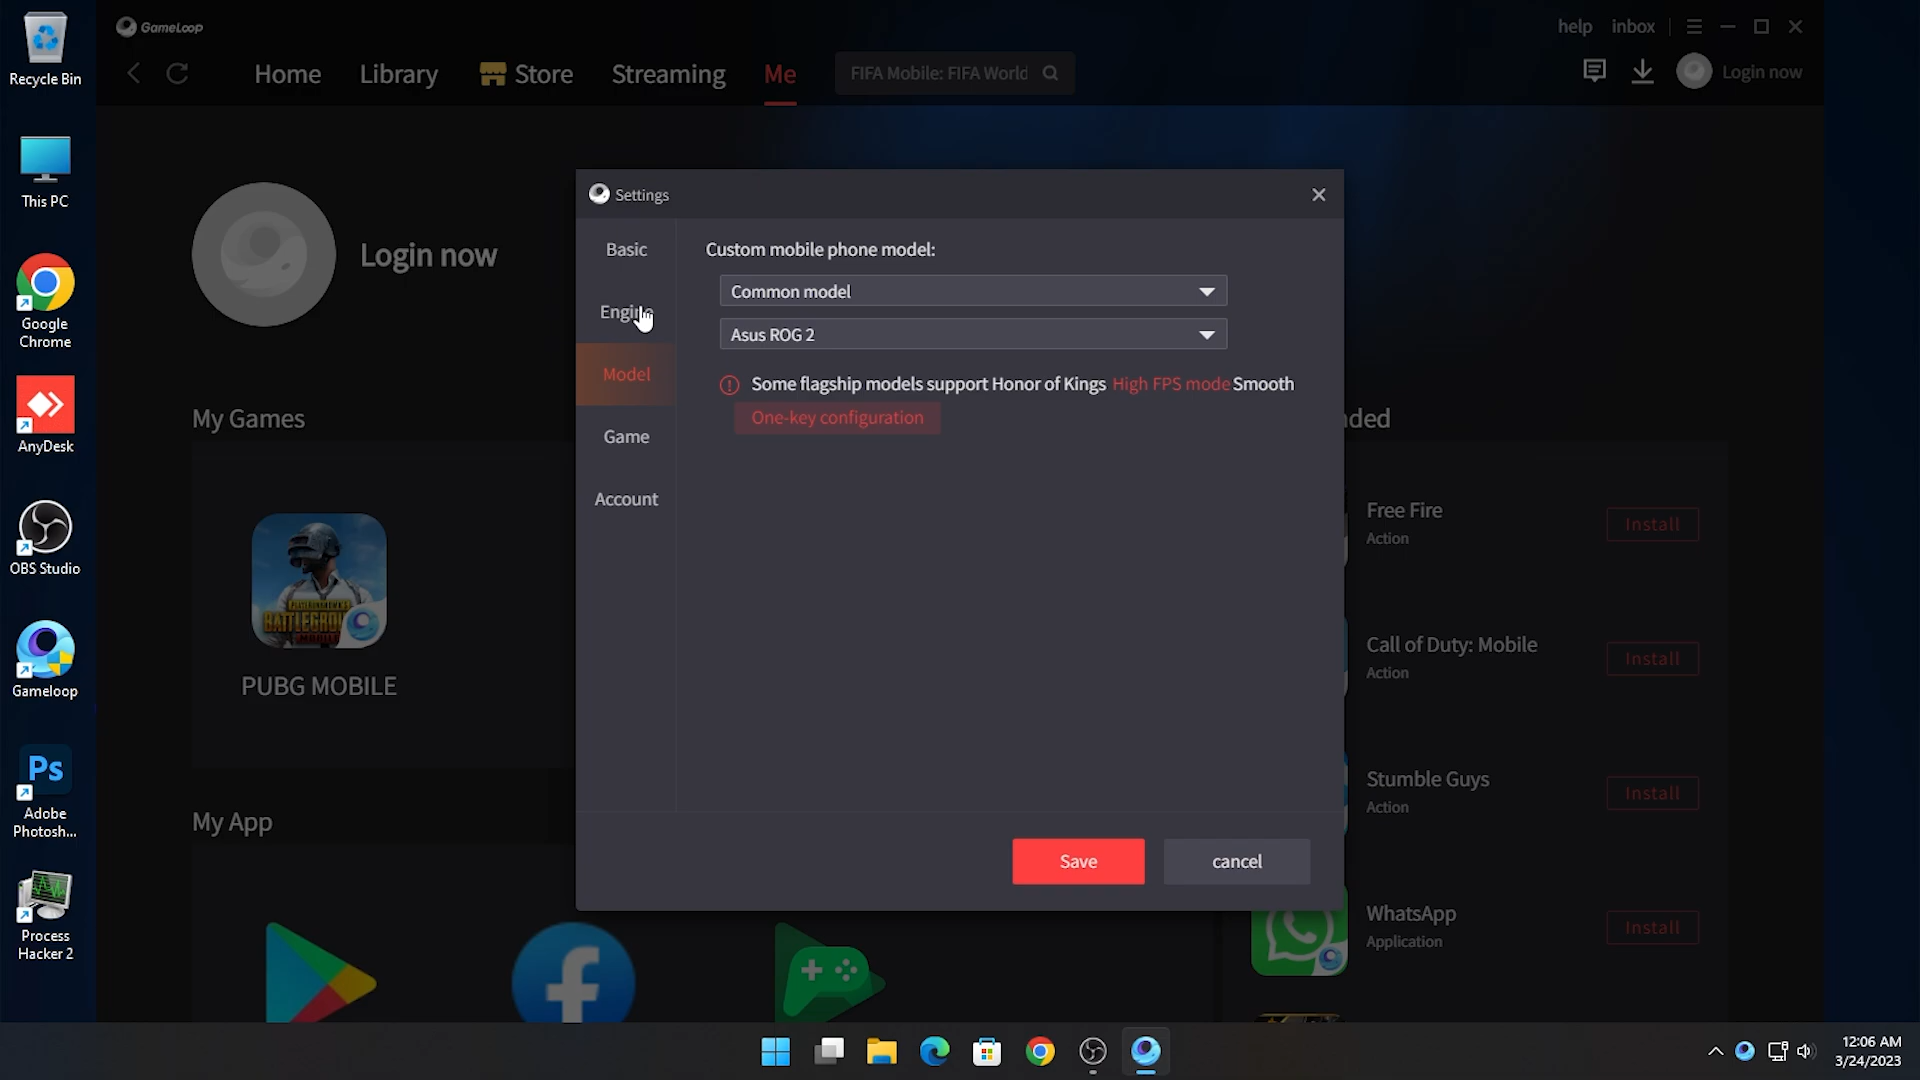 Recycle Bin
This PC
Google
Chrome
AnyDesk
OBS Studio
Gameloop
Ps
Adobe
Photosh...
Process
Hacker 2
GameLoop
help
inbox
Home
Library
Store
Streaming
Me
FIFA Mobile: FIFA World
Login now
Login now
My Games
PUBG MOBILE
My App
Settings
Basic
Engine
Model
Game
Account
Custom mobile phone model:
Common model
Asus ROG 2
Some flagship models support Honor of Kings High FPS mode Smooth
One-key configuration
Save
cancel
nded
Free Fire
Action
Install
Call of Duty: Mobile
Action
Install
Stumble Guys
Action
Install
WhatsApp
Application
Install
12:06 AM
3/24/2023